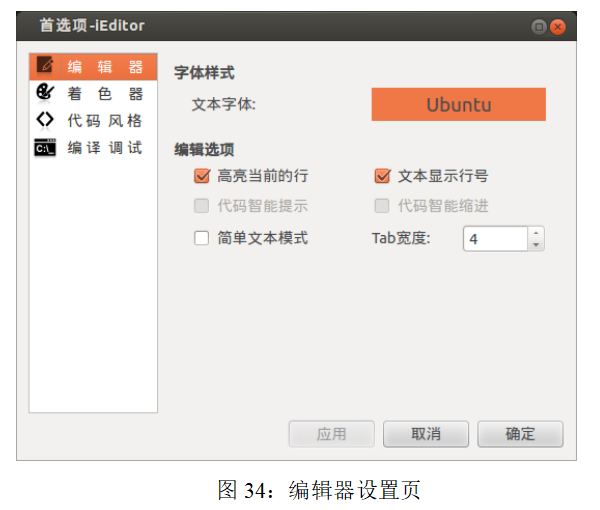 首选项-iEditor
编 辑 器
着 色 器
代码 风格
编译 调试
字体样式
文本字体:
Ubuntu
编辑选项
高亮当前的行
文本显示行号
代码智能提示
代码智能缩进
简单文本模式
Tab宽度:
4
应用
取消
确定
图 34：编辑器设置页